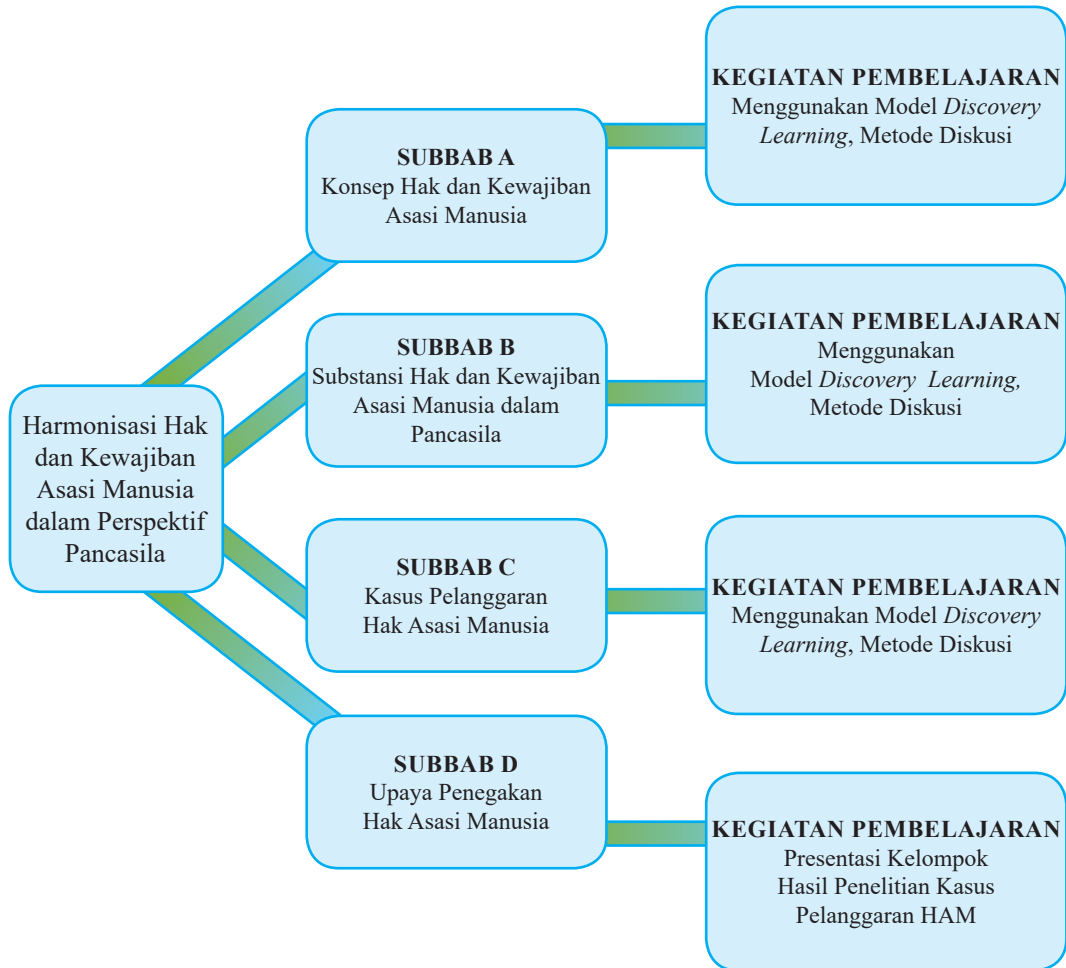 Harmonisasi Hak
dan Kewajiban
Asasi Manusia
dalam Perspektif
Pancasila
SUBBAB A
Konsep Hak dan Kewajiban
Asasi Manusia
KEGIATAN PEMBELAJARAN
Menggunakan Model Discovery
Learning, Metode Diskusi
SUBBAB B
Substansi Hak dan Kewajiban
Asasi Manusia dalam
Pancasila
KEGIATAN PEMBELAJARAN
Menggunakan
Model Discovery Learning,
Metode Diskusi
SUBBAB C
Kasus Pelanggaran
Hak Asasi Manusia
KEGIATAN PEMBELAJARAN
Menggunakan Model Discovery
Learning, Metode Diskusi
SUBBAB D
Upaya Penegakan
Hak Asasi Manusia
KEGIATAN PEMBELAJARAN
Presentasi Kelompok
Hasil Penelitian Kasus
Pelanggaran HAM